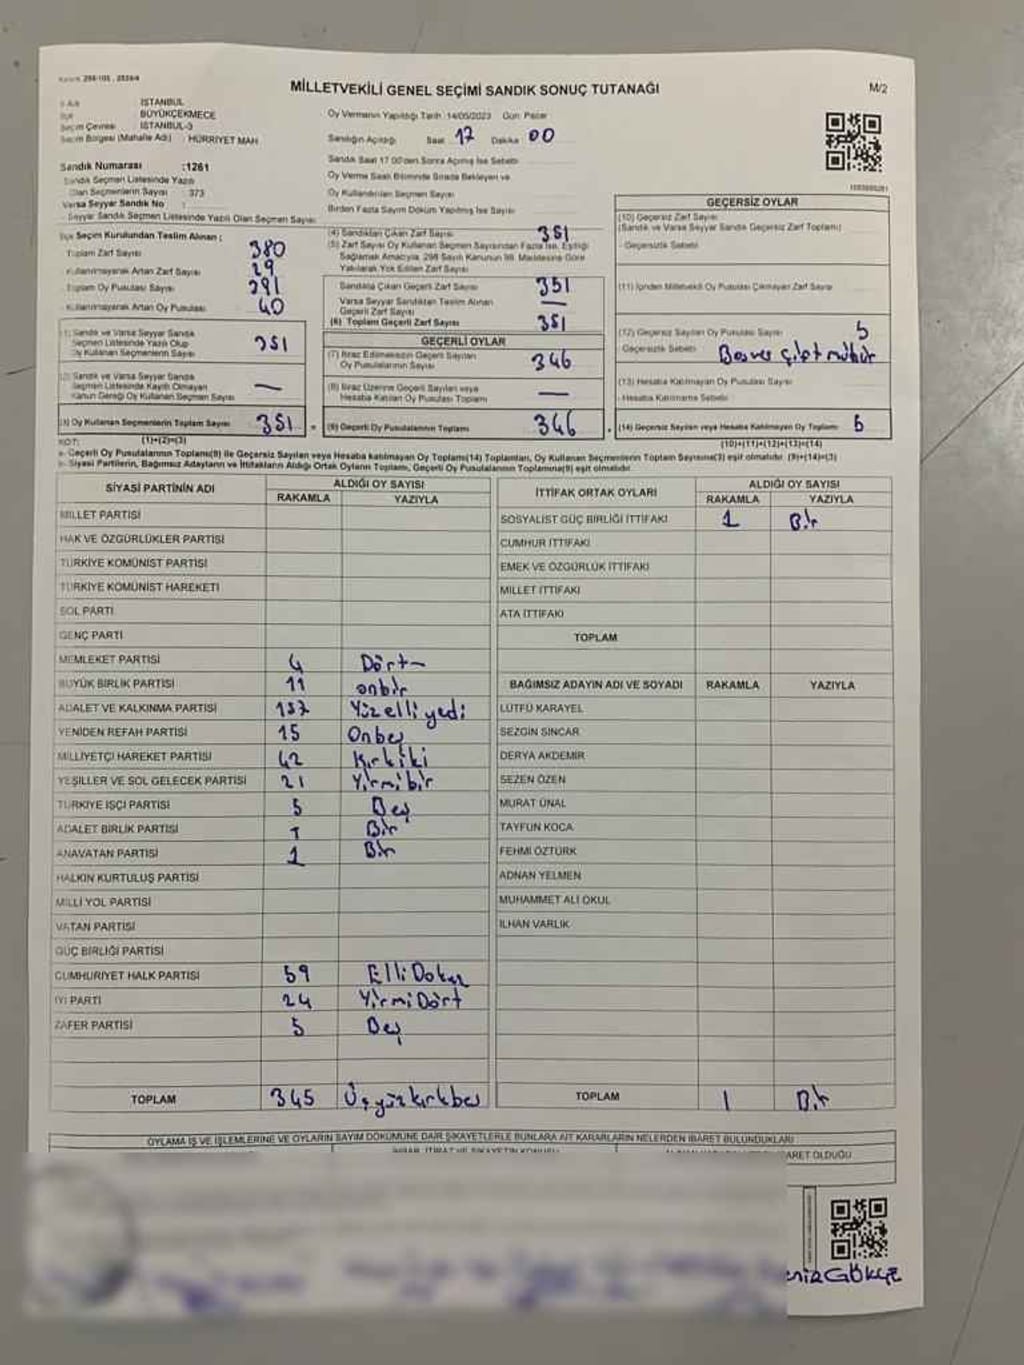 MİLLETVEKİLİ GENEL SEÇİMİ SANDIK SONUÇ TUTANAĞI
M/2
İSTANBUL
BÜYÜKÇEKMECE
Seçim Çevresi : İSTANBUL-3
Seçim Bölgesi (Mahalle Adı) : HÜRRİYET MAH
Sandık Numarası :1261
Sandık Seçmen Listesinde Yazılı
Olan Seçmenlerin Sayısı : 373
Varsa Seyyar Sandık No :
Seyyar Sandık Seçmen Listesinde Yazılı Olan Seçmen Sayısı
Oy Vermenin Yapıldığı Tarih :14/05/2023 Gün: Pazar
Sandığın Açıldığı Saat 17 Dakika 00
Sandık Saat 17.00'den Sonra Açılmış İse Sebebi
Oy Verme Saati Bitiminde Sırada Bekleyen ve
Oy Kullandırılan Seçmen Sayısı
Birden Fazla Sayım Döküm Yapılmış İse Sayısı
İlçe Seçim Kurulundan Teslim Alınan :
Toplam Zarf Sayısı 380
Kullanılmayarak Artan Zarf Sayısı 29
Toplam Oy Pusulası Sayısı 391
Kullanılmayarak Artan Oy Pusulası 40
(1) Sandık ve Varsa Seyyar Sandık
Seçmen Listesinde Yazılı Olup
Oy Kullanan Seçmenlerin Sayısı 351
(2) Sandık ve Varsa Seyyar Sandık
Seçmen Listesinde Kayıtlı Olmayan
Kanun Gereği Oy Kullanan Seçmen Sayısı —
(3) Oy Kullanan Seçmenlerin Toplam Sayısı 351
(1)+(2)=(3)
(4) Sandıktan Çıkan Zarf Sayısı 351
(5) Zarf Sayısı Oy Kullanan Seçmen Sayısından Fazla İse, Eşitliği
Sağlamak Amacıyla, 298 Sayılı Kanunun 98. Maddesine Göre
Yakılarak Yok Edilen Zarf Sayısı
Sandıkta Çıkan Geçerli Zarf Sayısı 351
Varsa Seyyar Sandıktan Teslim Alınan
Geçerli Zarf Sayısı —
(6) Toplam Geçerli Zarf Sayısı 351
GEÇERLİ OYLAR
(7) İtiraz Edilmeksizin Geçerli Sayılan
Oy Pusulalarının Sayısı 346
(8) İtiraz Üzerine Geçerli Sayılan veya
Hesaba Katılan Oy Pusulası Toplamı —
(9) Geçerli Oy Pusulalarının Toplamı 346
GEÇERSİZ OYLAR
(10) Geçersiz Zarf Sayısı
(Sandık ve Varsa Seyyar Sandık Geçersiz Zarf Toplamı)
Geçersizlik Sebebi
(11) İçinden Milletvekili Oy Pusulası Çıkmayan Zarf Sayısı
(12) Geçersiz Sayılan Oy Pusulası Sayısı 5
Geçersizlik Sebebi
(13) Hesaba Katılmayan Oy Pusulası Sayısı
Hesaba Katılmama Sebebi
(14) Geçersiz Sayılan veya Hesaba Katılmayan Oy Toplamı 5
(10)+(11)+(12)+(13)=(14)
NOT:
a- Geçerli Oy Pusulalarının Toplamı(9) ile Geçersiz Sayılan veya Hesaba Katılmayan Oy Toplamı(14) Toplamları, Oy Kullanan Seçmenlerin Toplam Sayısına(3) eşit olmalıdır. (9)+(14)=(3)
b- Siyasi Partilerin, Bağımsız Adayların ve İttifakların Aldığı Ortak Oyların Toplamı, Geçerli Oy Pusulalarının Toplamına(9) eşit olmalıdır.
SİYASİ PARTİNİN ADI ALDIĞI OY SAYISI
RAKAMLA YAZIYLA
MİLLET PARTİSİ
HAK VE ÖZGÜRLÜKLER PARTİSİ
TÜRKİYE KOMÜNİST PARTİSİ
TÜRKİYE KOMÜNİST HAREKETİ
SOL PARTİ
GENÇ PARTİ
MEMLEKET PARTİSİ 4 Dört
BÜYÜK BİRLİK PARTİSİ 11 onbir
ADALET VE KALKINMA PARTİSİ 157 Yüzelliyedi
YENİDEN REFAH PARTİSİ 15 Onbeş
MİLLİYETÇİ HAREKET PARTİSİ 42 Kırkiki
YEŞİLLER VE SOL GELECEK PARTİSİ 21 Yirmibir
TÜRKİYE İŞÇİ PARTİSİ 5 Beş
ADALET BİRLİK PARTİSİ 1 Bir
ANAVATAN PARTİSİ 1 Bir
HALKIN KURTULUŞ PARTİSİ
MİLLİ YOL PARTİSİ
VATAN PARTİSİ
GÜÇ BİRLİĞİ PARTİSİ
CUMHURİYET HALK PARTİSİ 59 Elli Dokuz
İYİ PARTİ 24 Yirmi Dört
ZAFER PARTİSİ 5 Beş
TOPLAM 345 Üçyüzkırkbeş
İTTİFAK ORTAK OYLARI ALDIĞI OY SAYISI
RAKAMLA YAZIYLA
SOSYALİST GÜÇ BİRLİĞİ İTTİFAKI 1 Bir
CUMHUR İTTİFAKI
EMEK VE ÖZGÜRLÜK İTTİFAKI
MİLLET İTTİFAKI
ATA İTTİFAKI
TOPLAM
BAĞIMSIZ ADAYIN ADI VE SOYADI RAKAMLA YAZIYLA
LÜTFÜ KARAYEL
SEZGİN SİNCAR
DERYA AKDEMİR
SEZEN ÖZEN
MURAT ÜNAL
TAYFUN KOCA
FEHMİ ÖZTÜRK
ADNAN YELMEN
MUHAMMET ALİ OKUL
İLHAN VARLIK
TOPLAM 1 Bir
OYLAMA İŞ VE İŞLEMLERİNE VE OYLARIN SAYIM DÖKÜMÜNE DAİR ŞİKAYETLERLE BUNLARA AİT KARARLARIN NELERDEN İBARET BULUNDUKLARI
GÖKÇE